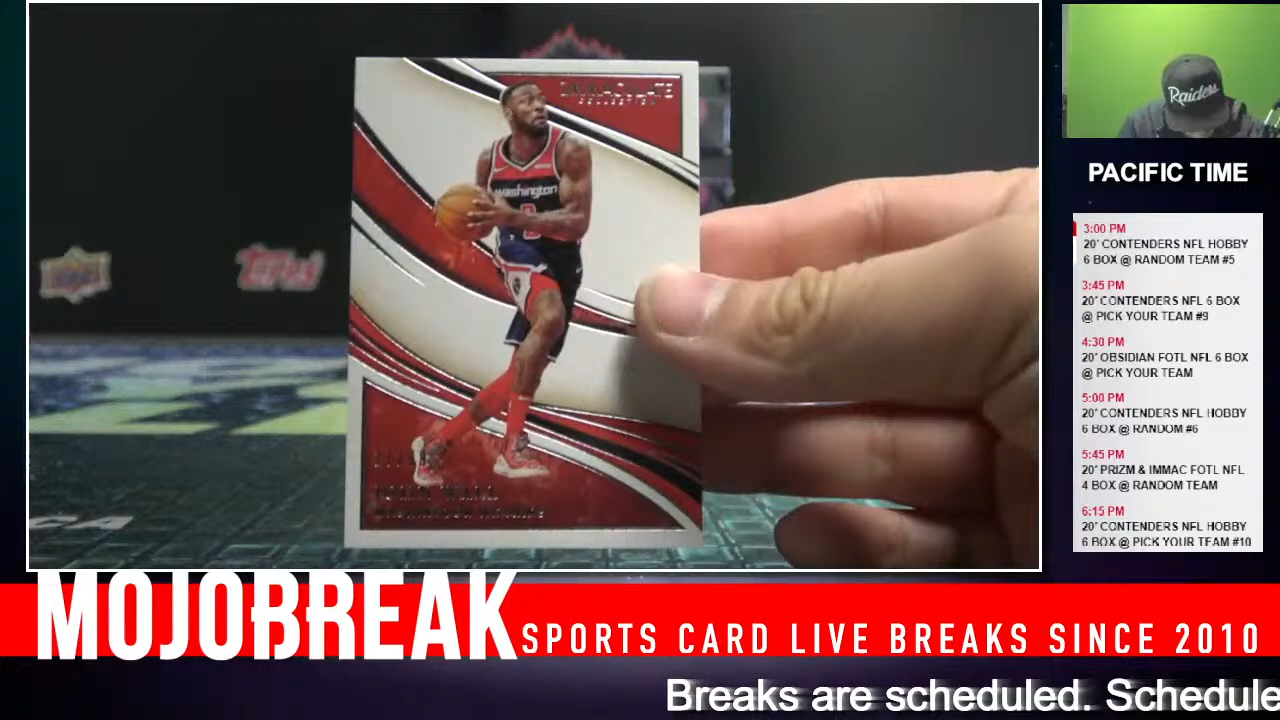 IMMACULATE
COLLECTION
Washington
Topps
Raiders
PACIFIC TIME
3:00 PM
20' CONTENDERS NFL HOBBY
6 BOX @ RANDOM TEAM #5
3:45 PM
20' CONTENDERS NFL 6 BOX
@ PICK YOUR TEAM #9
4:30 PM
20' OBSIDIAN FOTL NFL 6 BOX
@ PICK YOUR TEAM
5:00 PM
20' CONTENDERS NFL HOBBY
6 BOX @ RANDOM #6
5:45 PM
20' PRIZM & IMMAC FOTL NFL
4 BOX @ RANDOM TEAM
6:15 PM
20' CONTENDERS NFL HOBBY
6 BOX @ PICK YOUR TEAM #10
MOJOBREAK
SPORTS CARD LIVE BREAKS SINCE 2010
Breaks are scheduled. Schedule